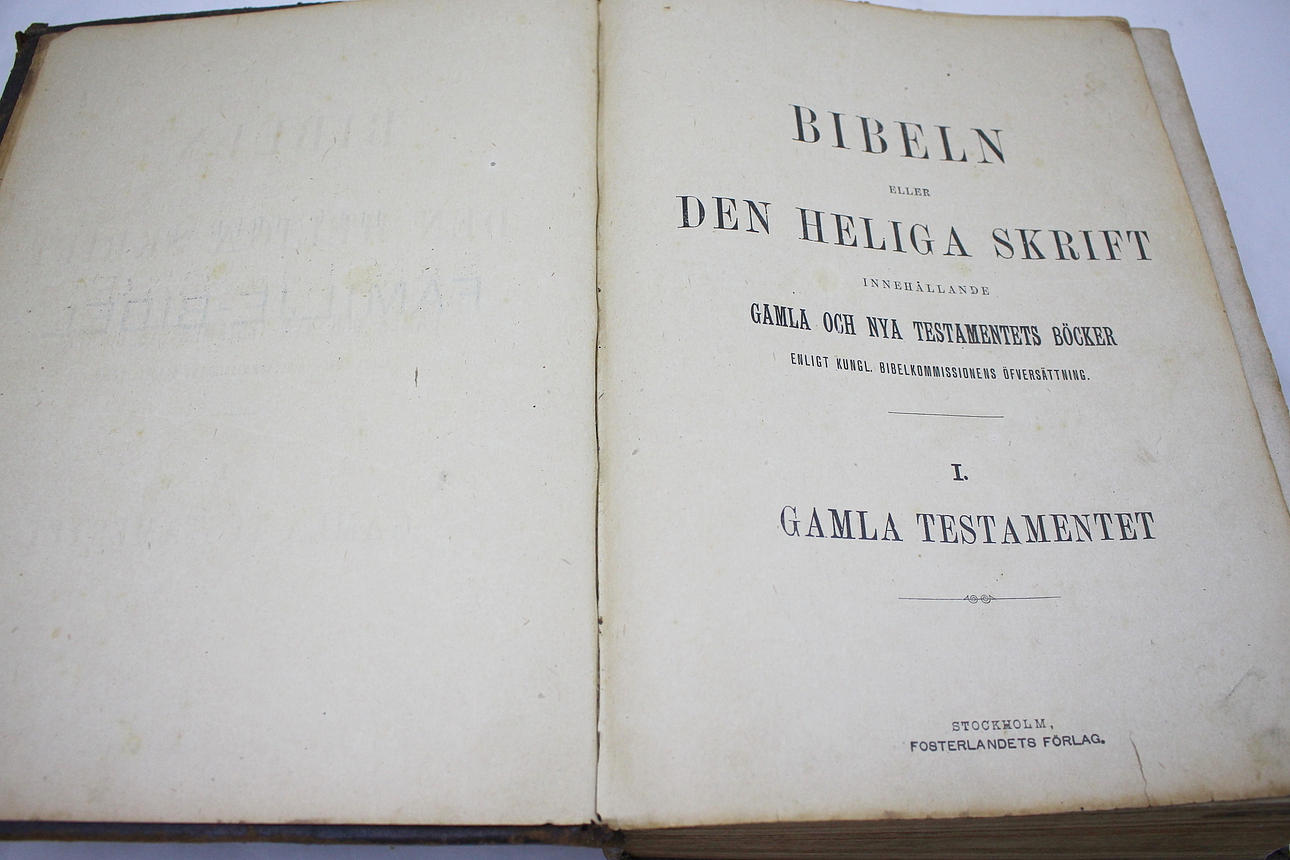 BIBELN
ELLER
DEN HELIGA SKRIFT
INNEHÅLLANDE
GAMLA OCH NYA TESTAMENTETS BÖCKER
ENLIGT KUNGL. BIBELKOMMISSIONENS ÖFVERSÄTTNING.
I.
GAMLA TESTAMENTET
STOCKHOLM,
FOSTERLANDETS FÖRLAG.